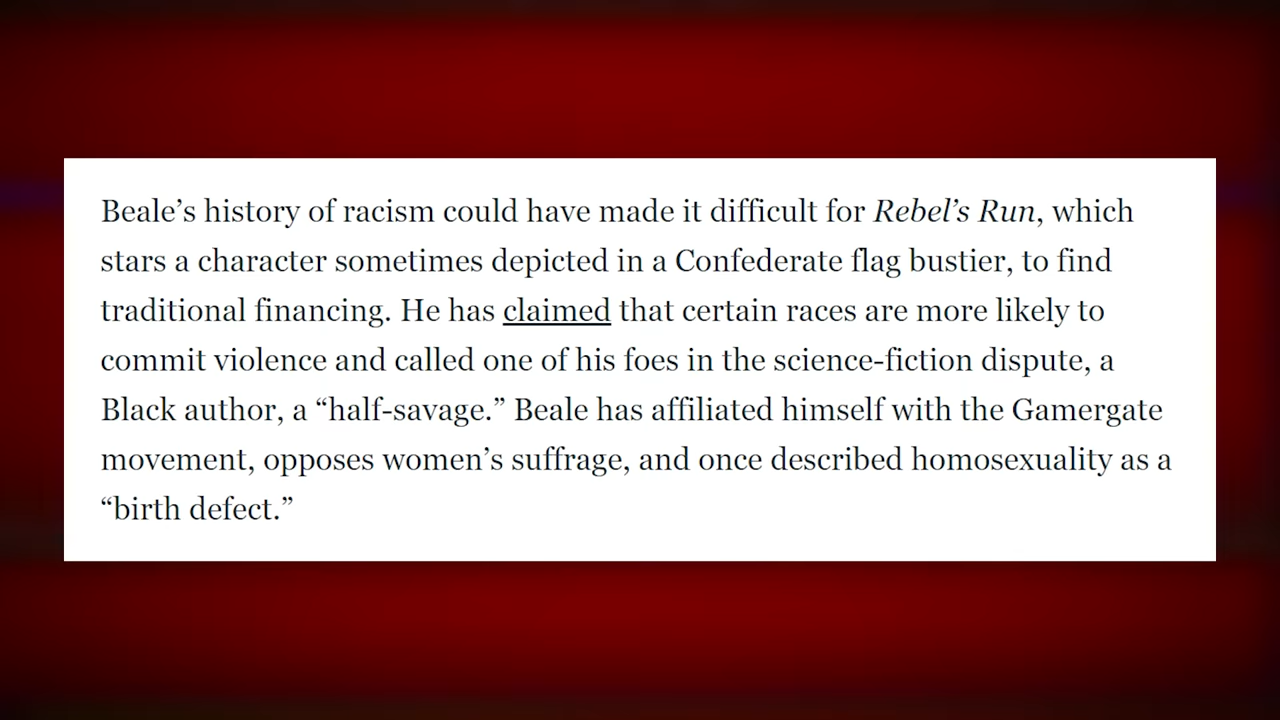 Beale’s history of racism could have made it difficult for Rebel’s Run, which
stars a character sometimes depicted in a Confederate flag bustier, to find
traditional financing. He has claimed that certain races are more likely to
commit violence and called one of his foes in the science-fiction dispute, a
Black author, a “half-savage.” Beale has affiliated himself with the Gamergate
movement, opposes women’s suffrage, and once described homosexuality as a
“birth defect.”